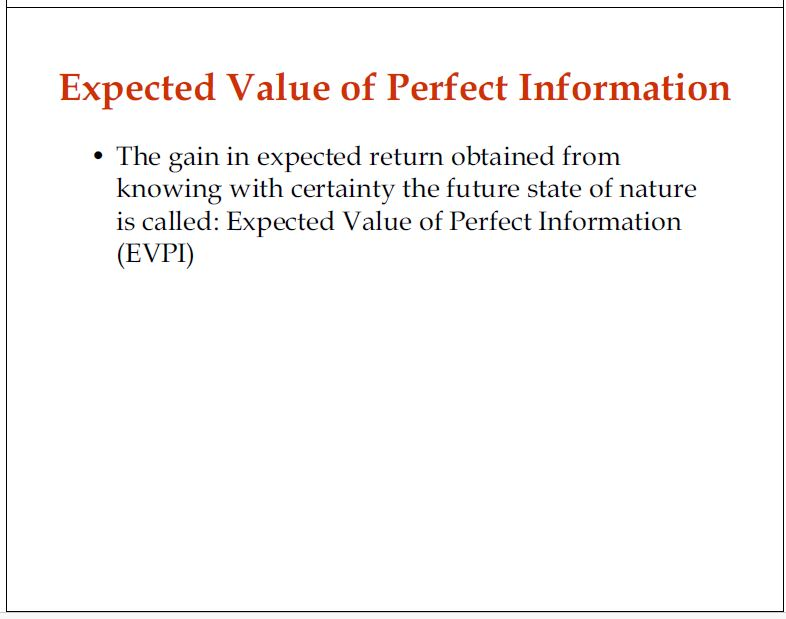 Expected Value of Perfect Information
• The gain in expected return obtained from
knowing with certainty the future state of nature
is called: Expected Value of Perfect Information
(EVPI)